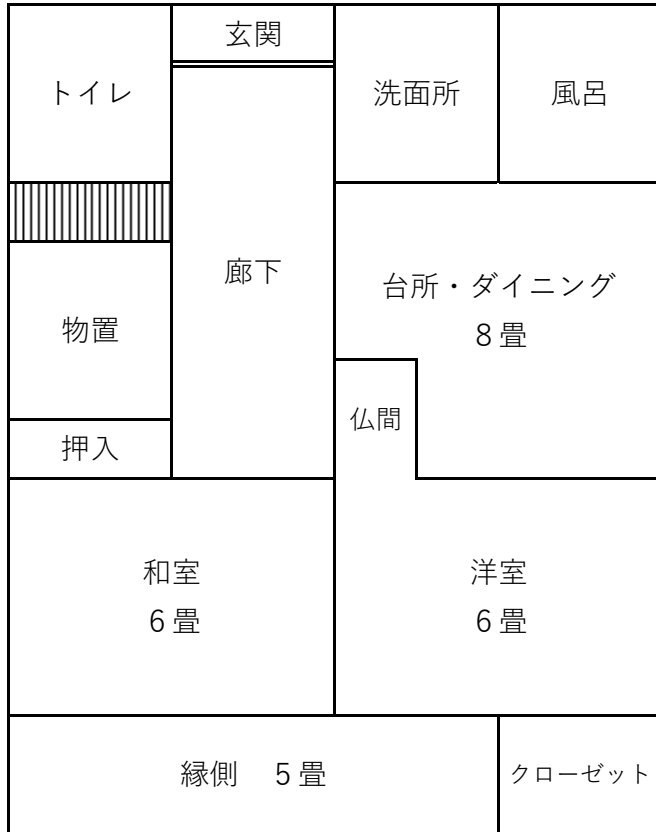 玄関
トイレ
洗面所
風呂
廊下
台所・ダイニング
8畳
物置
仏間
押入
和室
6畳
洋室
6畳
縁側 5畳
クローゼット